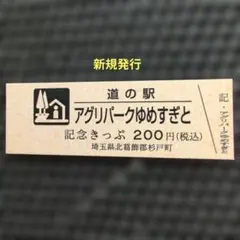 新規発行
道の駅
アグリパークゆめすぎと
記念きっぷ 200円(税込)
埼玉県北葛飾郡杉戸町